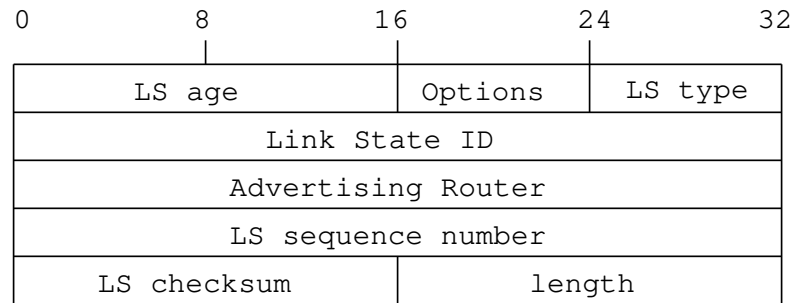 0 8 16 24 32
LS age Options LS type
Link State ID
Advertising Router
LS sequence number
LS checksum length